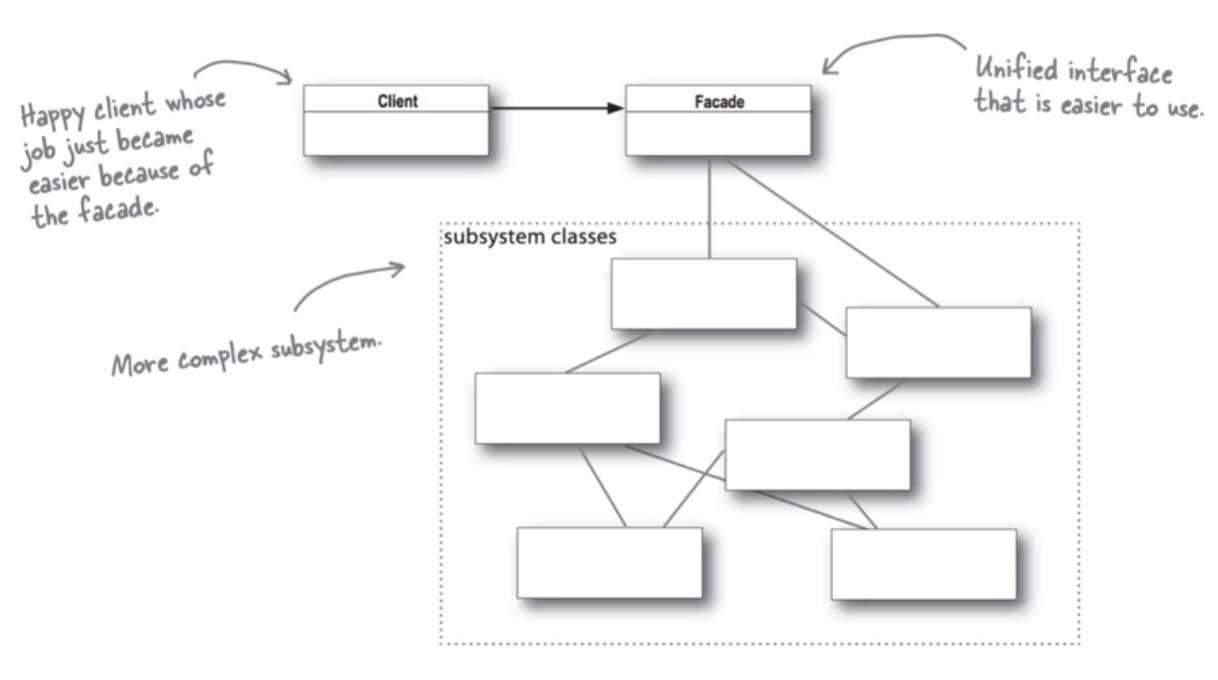 Client
Facade
Happy client whose
job just became
easier because of
the facade.
Unified interface
that is easier to use.
subsystem classes
More complex subsystem.